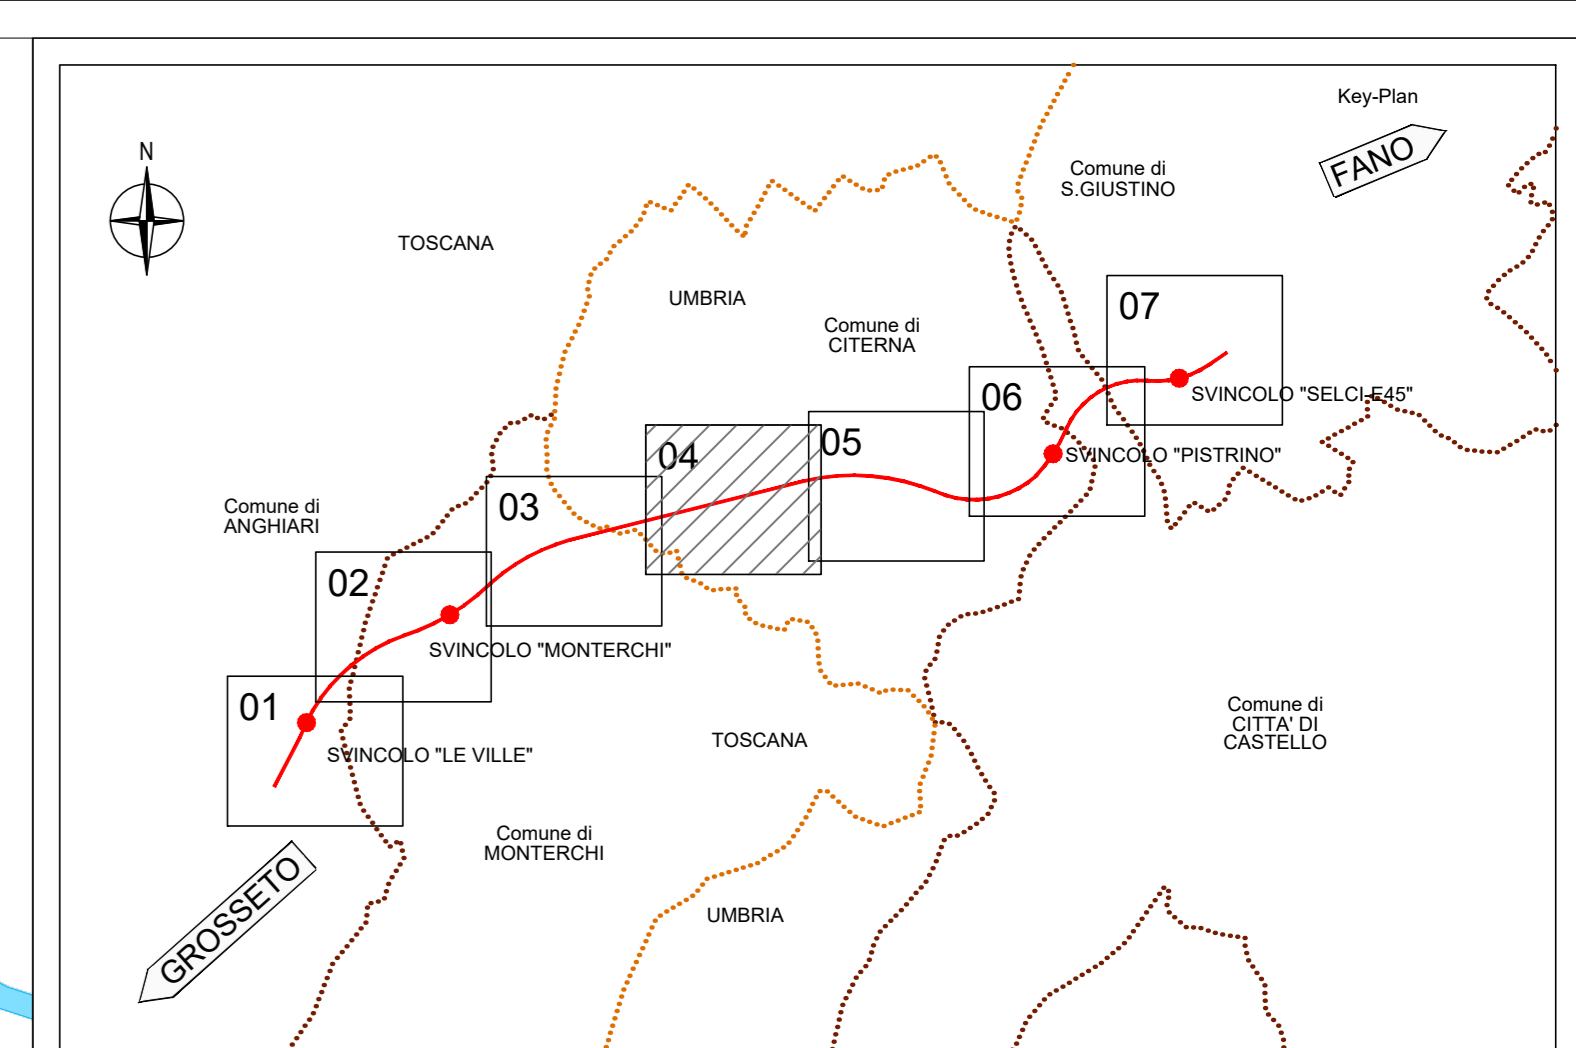 Key-Plan
FANO
N
Comune di
S.GIUSTINO
TOSCANA
UMBRIA
Comune di
CITERNA
07
SVINCOLO "SELCI-E45"
06
SVINCOLO "PISTRINO"
05
04
03
Comune di
ANGHIARI
02
SVINCOLO "MONTERCHI"
01
SVINCOLO "LE VILLE"
TOSCANA
Comune di
CITTA' DI
CASTELLO
Comune di
MONTERCHI
GROSSETO
UMBRIA